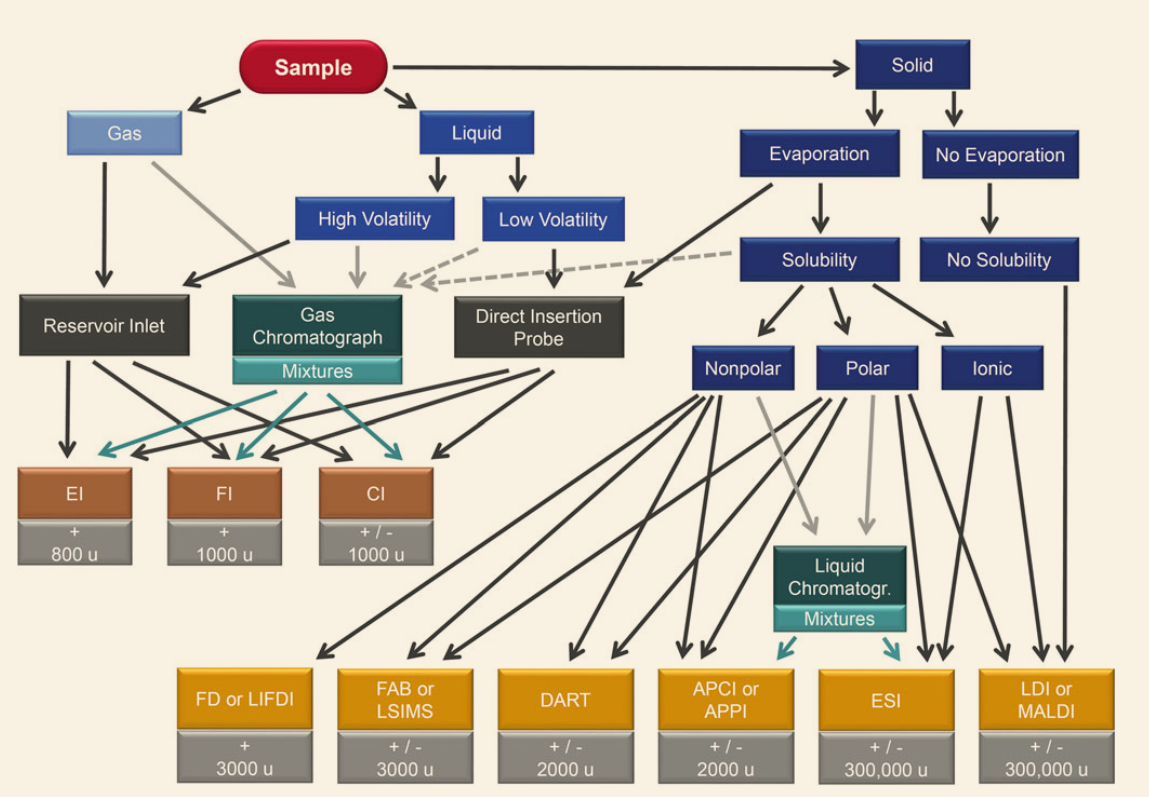 Sample
Solid
Gas
Liquid
Evaporation
No Evaporation
High Volatility
Low Volatility
Solubility
No Solubility
Reservoir Inlet
Gas
Chromatograph
Mixtures
Direct Insertion
Probe
Nonpolar
Polar
Ionic
EI
+
800 u
FI
+
1000 u
CI
+ / -
1000 u
Liquid
Chromatogr.
Mixtures
FD or LIFDI
+
3000 u
FAB or
LSIMS
+ / -
3000 u
DART
+ / -
2000 u
APCI or
APPI
+ / -
2000 u
ESI
+ / -
300,000 u
LDI or
MALDI
+ / -
300,000 u